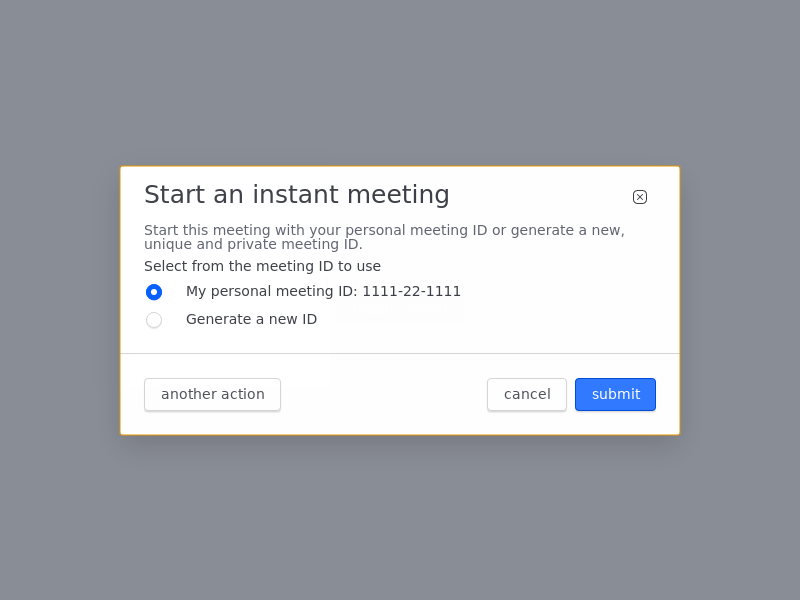 Start an instant meeting
Start this meeting with your personal meeting ID or generate a new,
unique and private meeting ID.
Select from the meeting ID to use
My personal meeting ID: 1111-22-1111
Generate a new ID
another action
cancel
submit